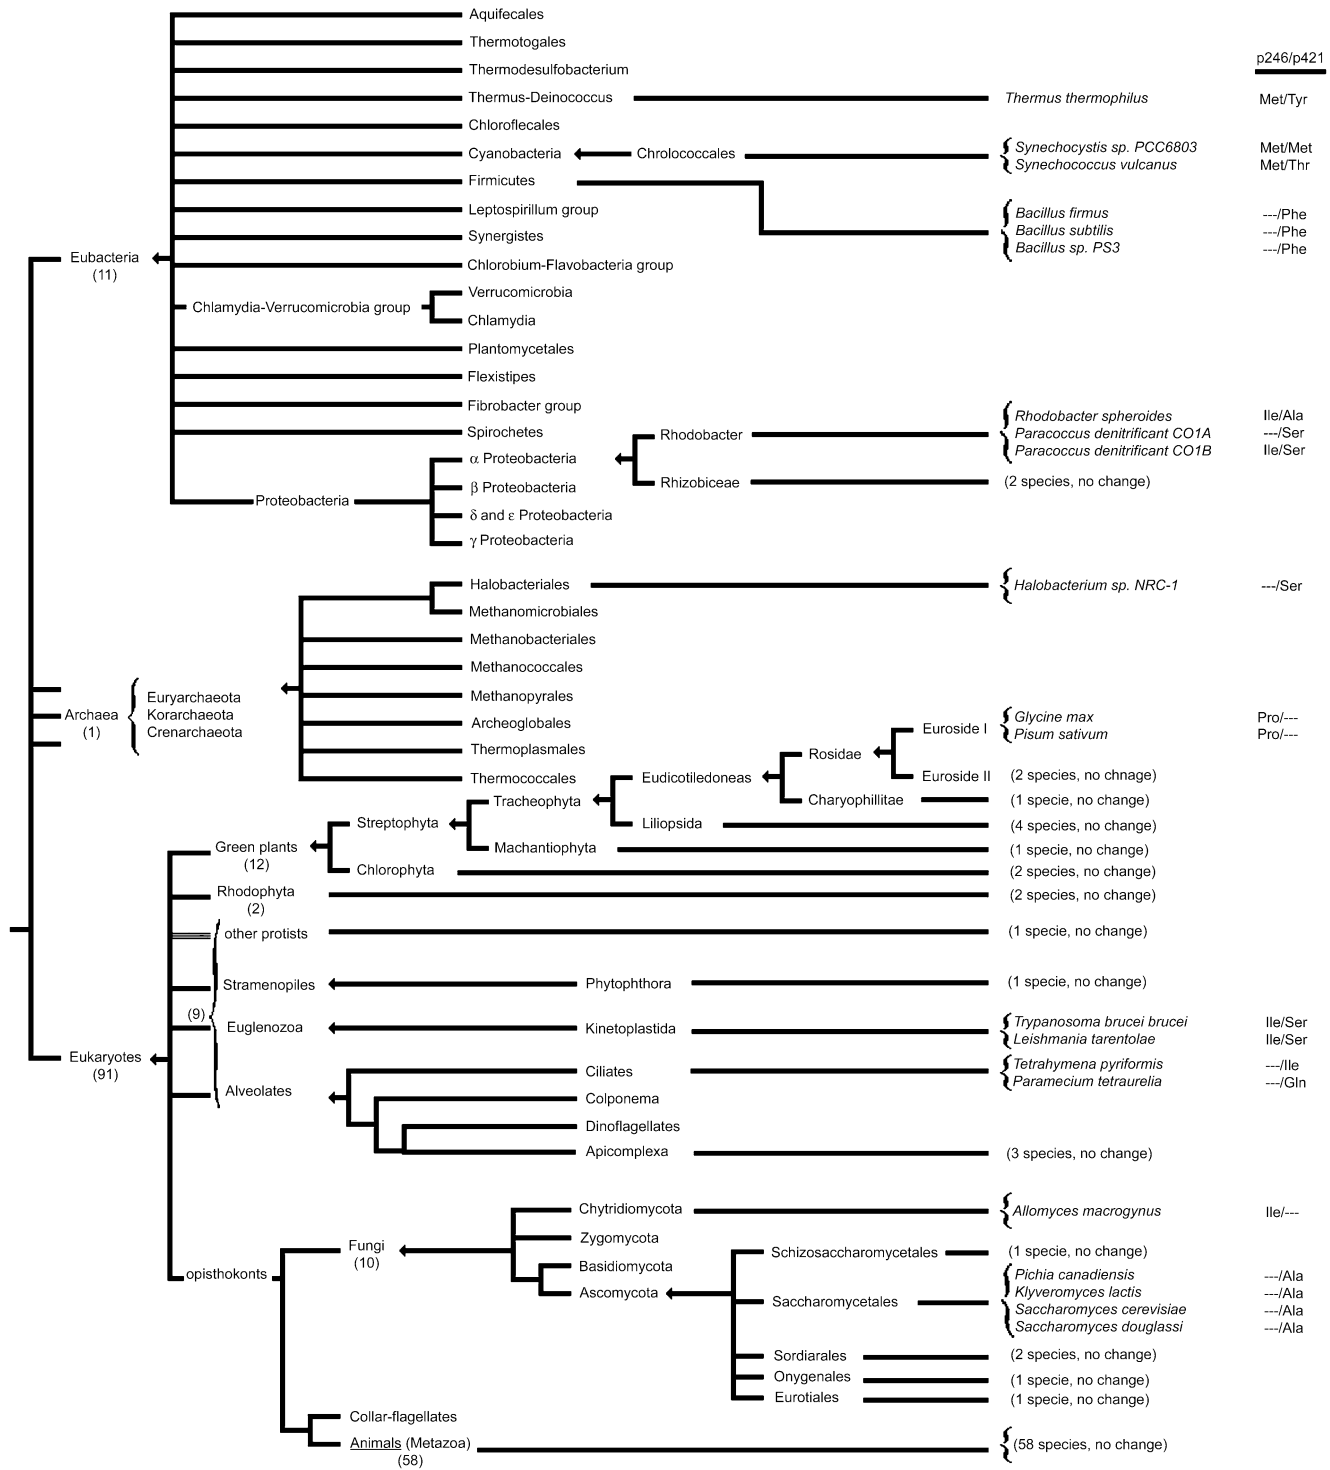 Aquifecales
Thermotogales
p246/p421
Thermodesulfobacterium
Thermus-Deinococcus Thermus thermophilus Met/Tyr
Chloroflecales
Cyanobacteria Chrolococcales Synechocystis sp. PCC6803 Met/Met
Synechococcus vulcanus Met/Thr
Firmicutes
Leptospirillum group Bacillus firmus ---/Phe
Synergistes Bacillus subtilis ---/Phe
Bacillus sp. PS3 ---/Phe
Eubacteria
(11)
Chlorobium-Flavobacteria group
Verrucomicrobia
Chlamydia-Verrucomicrobia group
Chlamydia
Plantomycetales
Flexistipes
Fibrobacter group Rhodobacter spheroides Ile/Ala
Spirochetes Rhodobacter Paracoccus denitrificant CO1A ---/Ser
Paracoccus denitrificant CO1B Ile/Ser
α Proteobacteria
Rhizobiceae (2 species, no change)
β Proteobacteria
Proteobacteria
δ and ε Proteobacteria
γ Proteobacteria
Halobacteriales Halobacterium sp. NRC-1 ---/Ser
Methanomicrobiales
Methanobacteriales
Methanococcales
Methanopyrales
Euryarchaeota
Archaea Korarchaeota
(1) Crenarchaeota
Archeoglobales
Glycine max Pro/---
Euroside I Pisum sativum Pro/---
Thermoplasmales Rosidae
Thermococcales Eudicotiledoneas Euroside II (2 species, no chnage)
Tracheophyta Charyophillitae (1 specie, no change)
Streptophyta Liliopsida (4 species, no change)
Green plants Machantiophyta (1 specie, no change)
(12)
Chlorophyta (2 species, no change)
Rhodophyta (2 species, no change)
(2)
other protists (1 specie, no change)
Stramenopiles Phytophthora (1 specie, no change)
(9)
Euglenozoa Kinetoplastida Trypanosoma brucei brucei Ile/Ser
Leishmania tarentolae Ile/Ser
Eukaryotes
(91)
Ciliates Tetrahymena pyriformis ---/Ile
Paramecium tetraurelia ---/Gln
Alveolates
Colponema
Dinoflagellates
Apicomplexa (3 species, no change)
Chytridiomycota Allomyces macrogynus Ile/---
Zygomycota
Fungi
(10)
Schizosaccharomycetales (1 specie, no change)
Basidiomycota
opisthokonts
Pichia canadiensis ---/Ala
Ascomycota Klyveromyces lactis ---/Ala
Saccharomycetales Saccharomyces cerevisiae ---/Ala
Saccharomyces douglassi ---/Ala
Sordiarales (2 species, no change)
Onygenales (1 specie, no change)
Eurotiales (1 specie, no change)
Collar-flagellates
Animals (Metazoa) (58 species, no change)
(58)